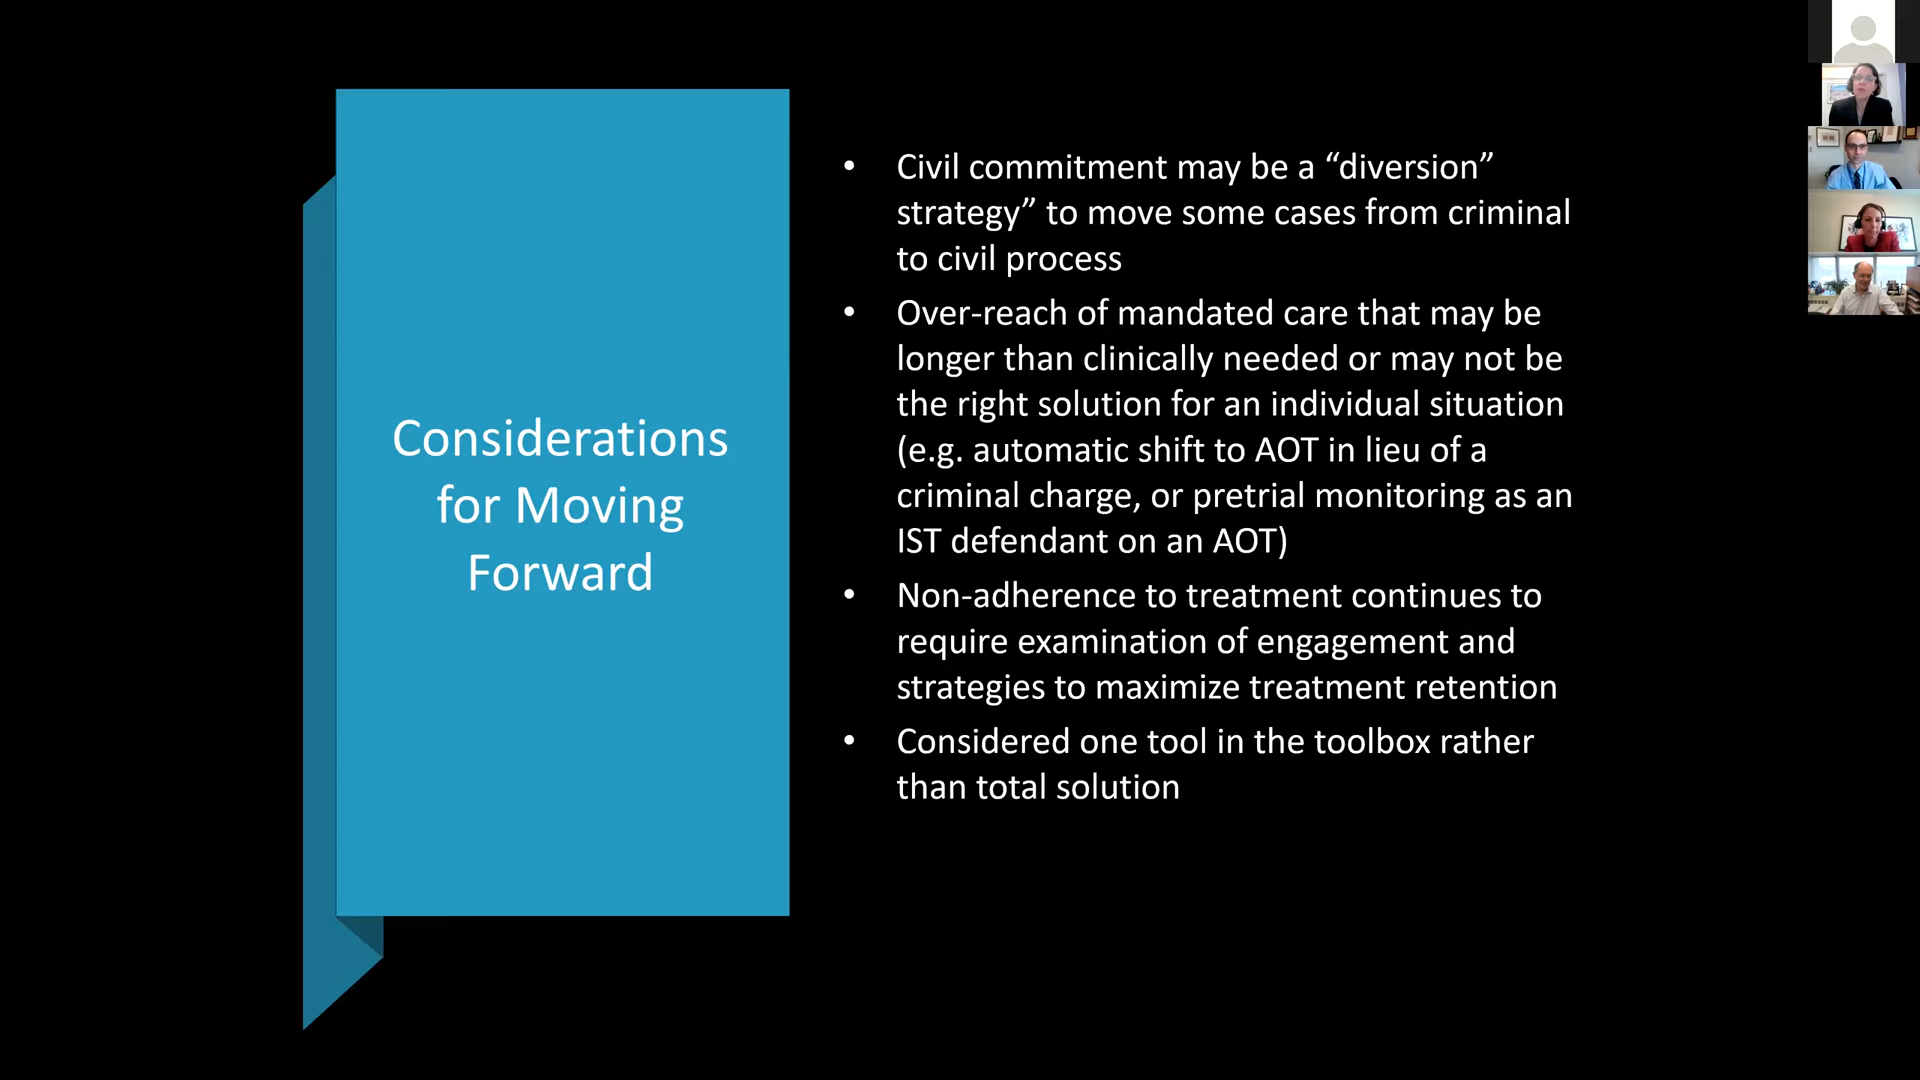 Considerations
for Moving
Forward
• Civil commitment may be a “diversion”
strategy” to move some cases from criminal
to civil process
• Over-reach of mandated care that may be
longer than clinically needed or may not be
the right solution for an individual situation
(e.g. automatic shift to AOT in lieu of a
criminal charge, or pretrial monitoring as an
IST defendant on an AOT)
• Non-adherence to treatment continues to
require examination of engagement and
strategies to maximize treatment retention
• Considered one tool in the toolbox rather
than total solution